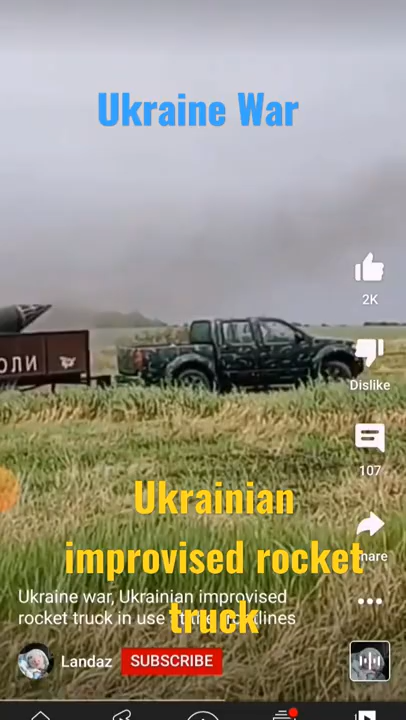 Ukraine War
2K
ОЛИ
Dislike
107
Ukrainian
improvised rocket
truck
hare
Ukraine war, Ukrainian improvised
rocket truck in use
ntlines
Landaz
SUBSCRIBE